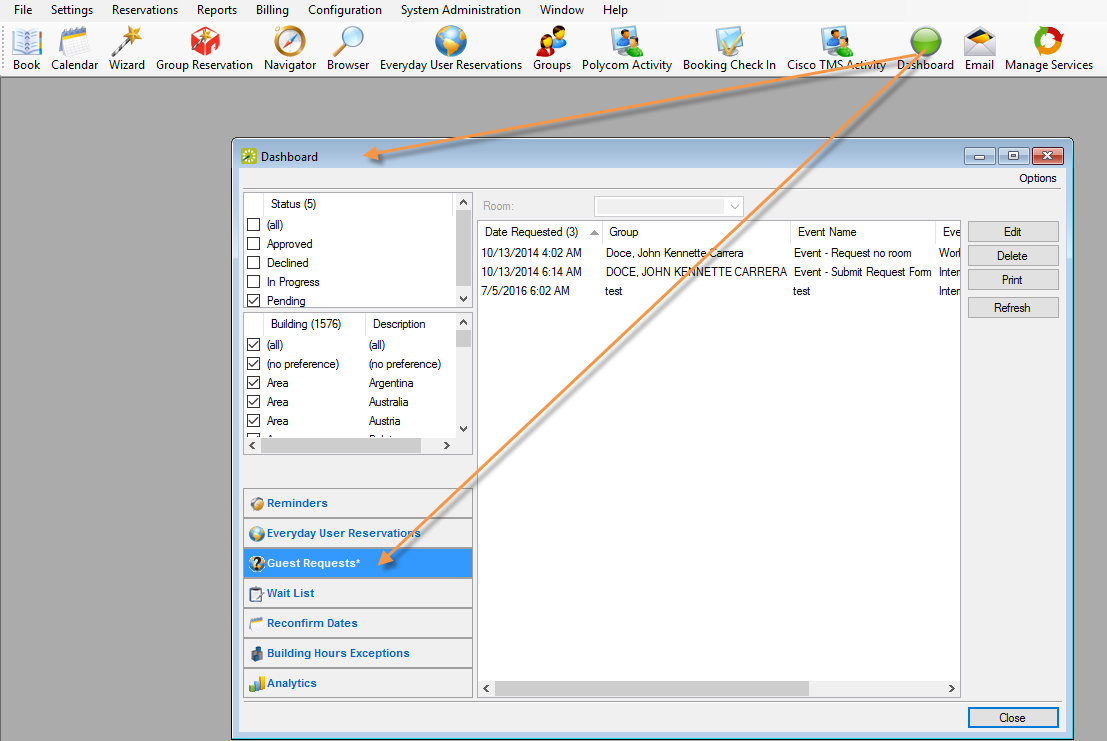 File Settings Reservations Reports Billing Configuration System Administration Window Help
Book Calendar Wizard Group Reservation Navigator Browser Everyday User Reservations Groups Polycom Activity Booking Check In Cisco TMS Activity Dashboard Email Manage Services
Dashboard
Options
Status (5)
(all)
Approved
Declined
In Progress
Pending
Building (1576) Description
(all) (all)
(no preference) (no preference)
Area Argentina
Area Australia
Area Austria
Reminders
Everyday User Reservations
Guest Requests*
Wait List
Reconfirm Dates
Building Hours Exceptions
Analytics
Room:
Date Requested (3) Group Event Name Eve
10/13/2014 4:02 AM Doce, John Kennette Carrera Event - Request no room Work
10/13/2014 6:14 AM DOCE, JOHN KENNETTE CARRERA Event - Submit Request Form Inter
7/5/2016 6:02 AM test test Inter
Edit
Delete
Print
Refresh
Close